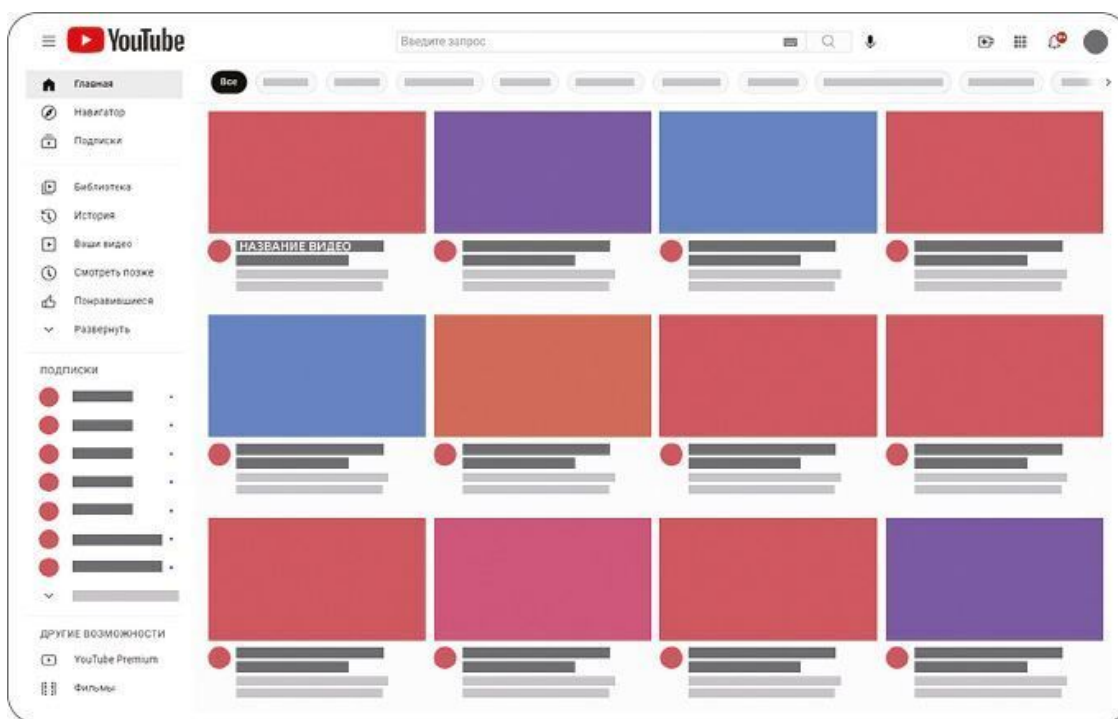 YouTube
Введите запрос
Главная
Навигатор
Подписки
Библиотека
История
Ваши видео
Смотреть позже
Понравившиеся
Развернуть
ПОДПИСКИ
ДРУГИЕ ВОЗМОЖНОСТИ
YouTube Premium
Фильмы
Все
НАЗВАНИЕ ВИДЕО